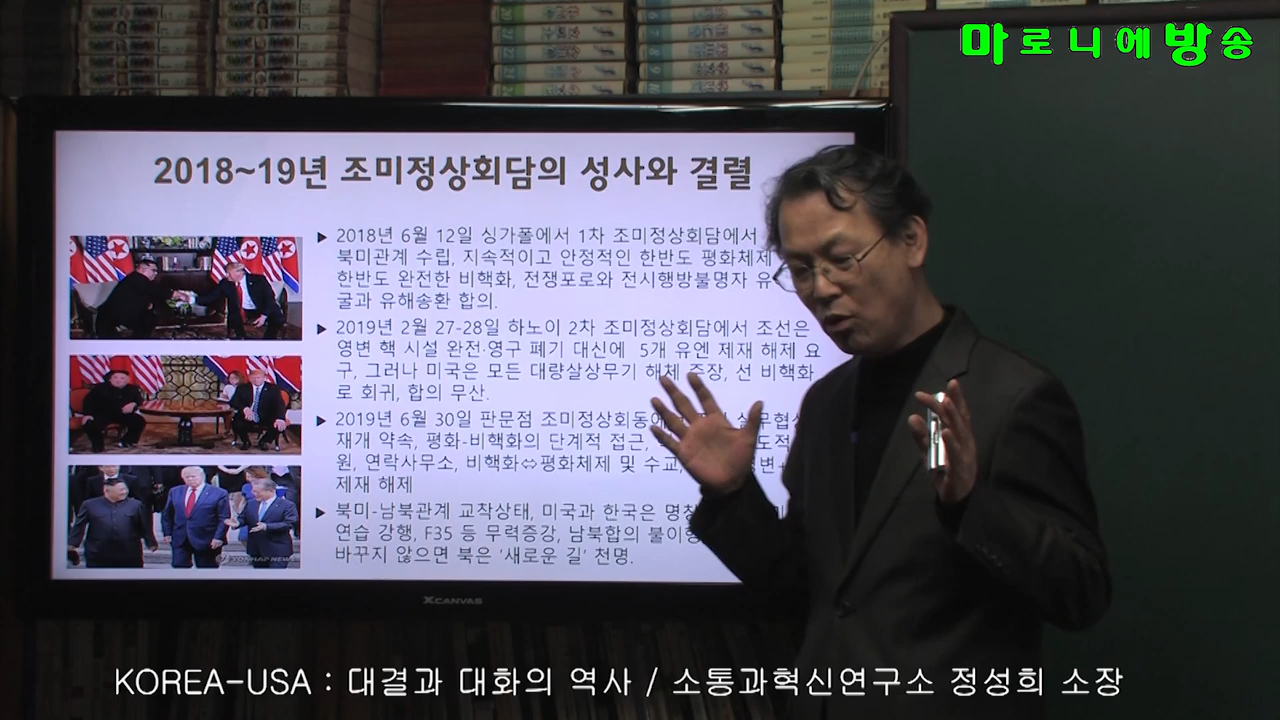 마로니에방송
2018~19년 조미정상회담의 성사와 결렬
▶ 2018년 6월 12일 싱가폴에서 1차 조미정상회담에서
북미관계 수립, 지속적이고 안정적인 한반도 평화체제
한반도 완전한 비핵화, 전쟁포로와 전시행방불명자
굴과 유해송환 합의.
▶ 2019년 2월 27-28일 하노이 2차 조미정상회담에서 조선은
영변 핵 시설 완전·영구 폐기 대신에 5개 유엔 제재 해제 요
구, 그러나 미국은 모든 대량살상무기 해체 주장, 선 비핵화
로 회귀, 합의 무산.
▶ 2019년 6월 30일 판문점 조미정상회동에서
재개 약속, 평화-비핵화의 단계적 접근,
원, 연락사무소, 비핵화⇔평화체제 및 수교,
제재 해제
▶ 북미-남북관계 교착상태, 미국과 한국은
연습 강행, F35 등 무력증강, 남북합의
바꾸지 않으면 북은 '새로운 길' 천명.
YONHAP NEWS
XCANVAS
KOREA-USA : 대결과 대화의 역사 / 소통과혁신연구소 정성희 소장